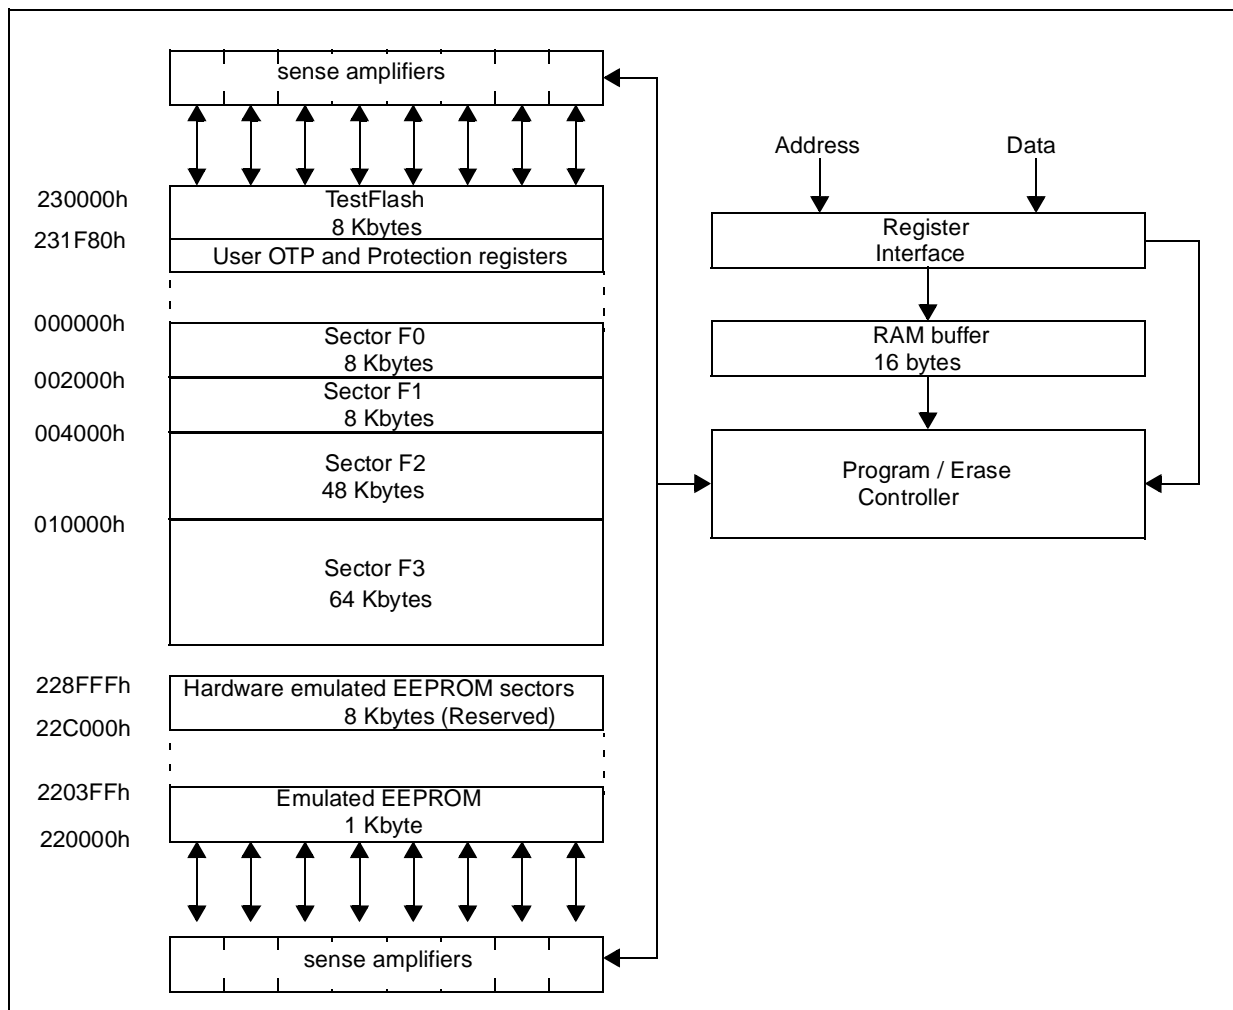 sense amplifiers
Address
Data
230000h
TestFlash
8 Kbytes
231F80h
User OTP and Protection registers
Register
Interface
000000h
Sector F0
8 Kbytes
RAM buffer
16 bytes
002000h
Sector F1
8 Kbytes
004000h
Sector F2
48 Kbytes
Program / Erase
Controller
010000h
Sector F3
64 Kbytes
228FFFh
Hardware emulated EEPROM sectors
8 Kbytes (Reserved)
22C000h
2203FFh
Emulated EEPROM
1 Kbyte
220000h
sense amplifiers